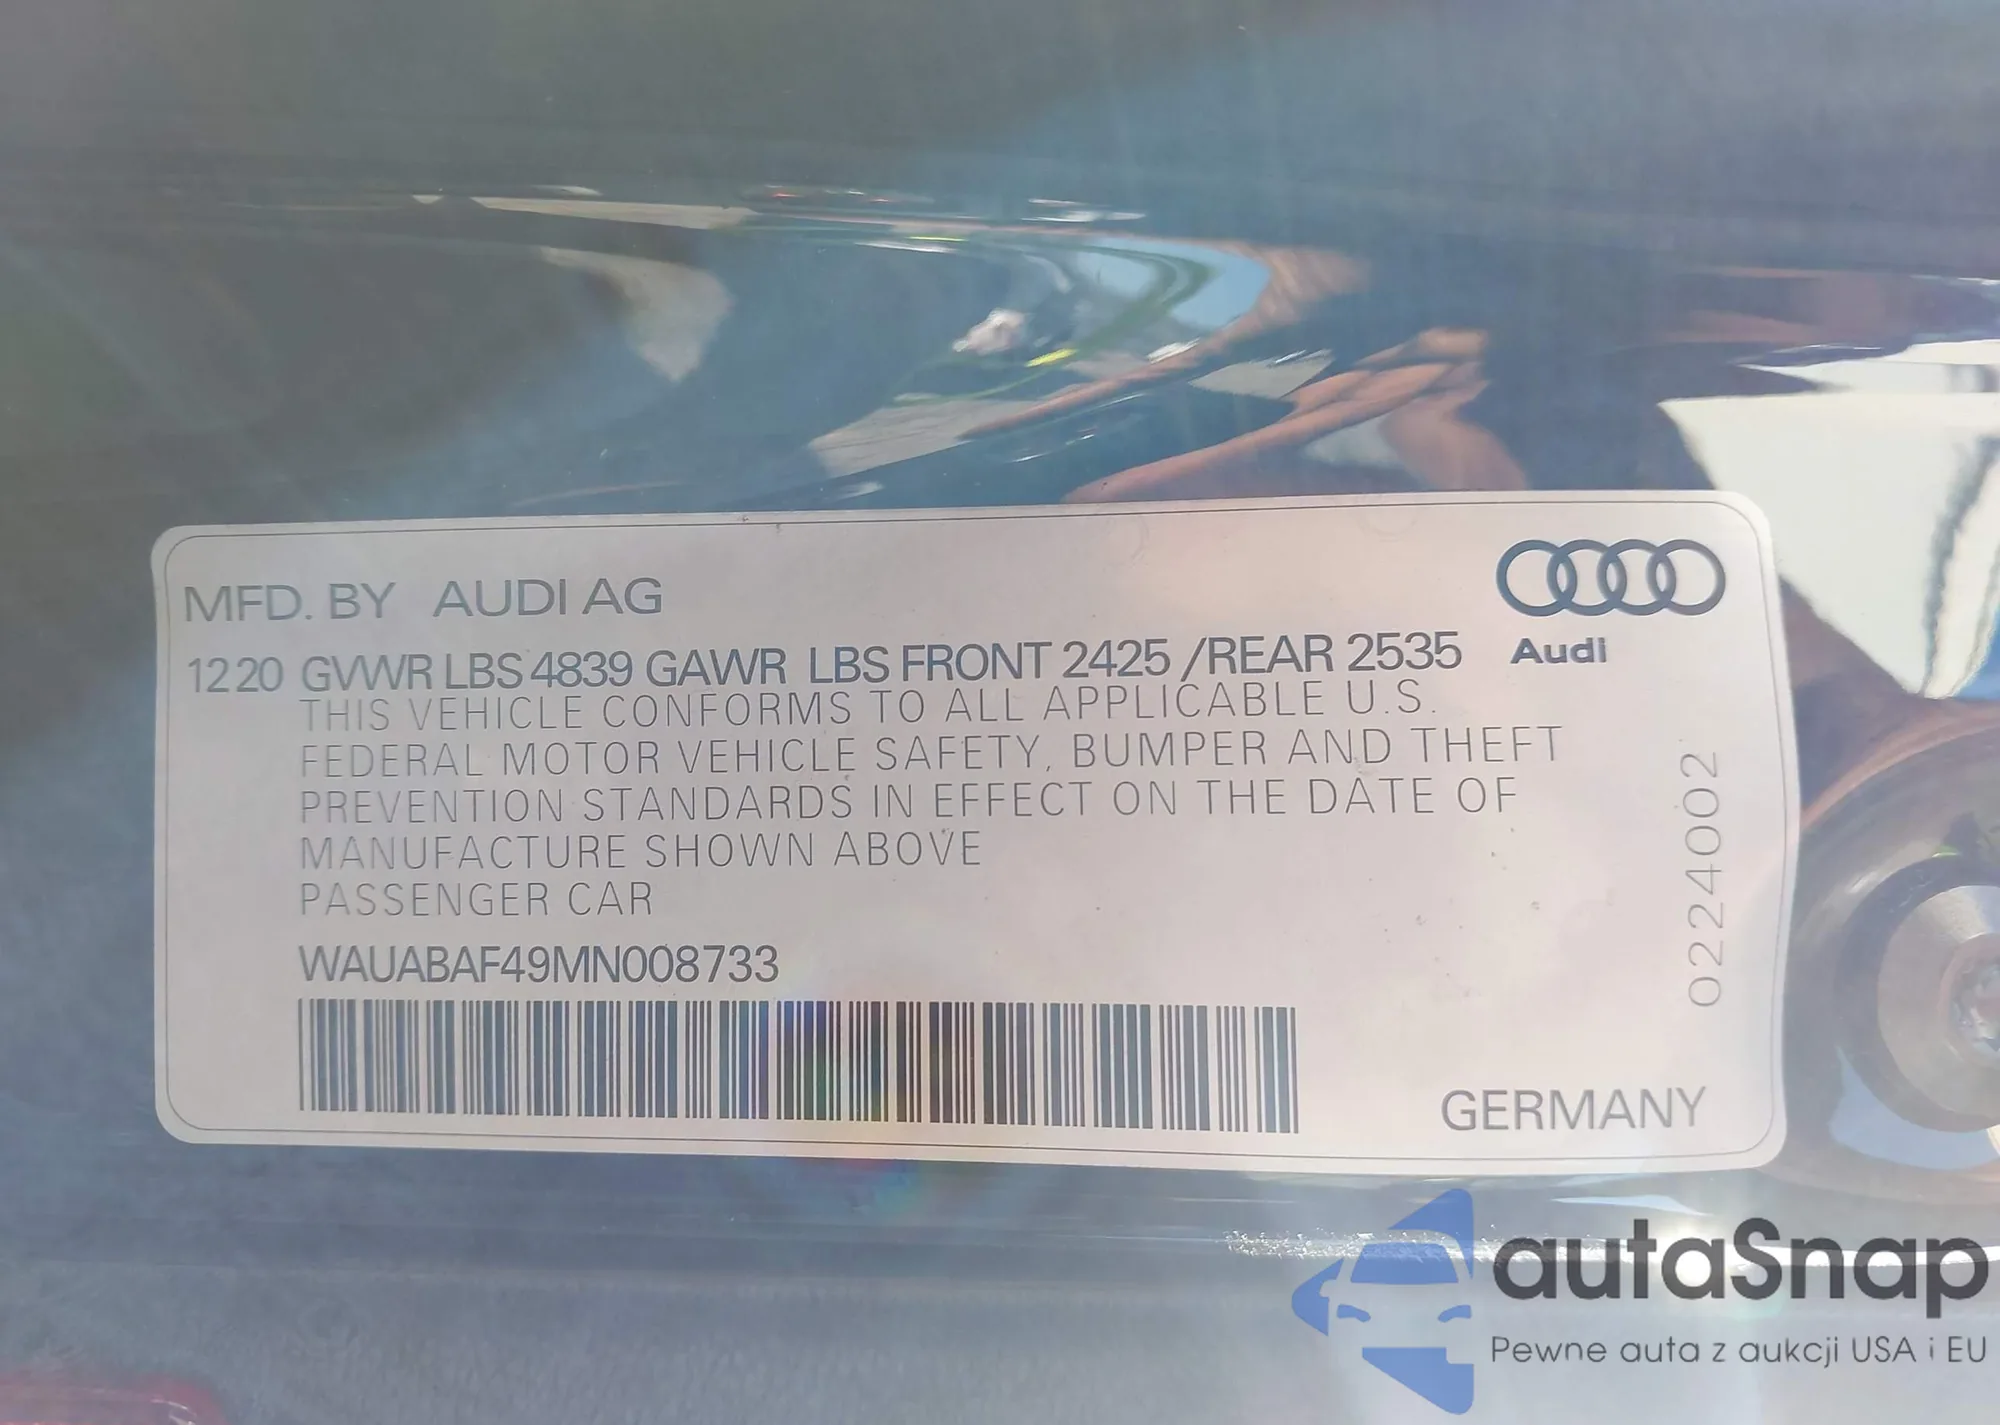 MFD. BY AUDI AG
1220 GVWR LBS 4839 GAWR LBS FRONT 2425 /REAR 2535
Audi
THIS VEHICLE CONFORMS TO ALL APPLICABLE U.S.
FEDERAL MOTOR VEHICLE SAFETY, BUMPER AND THEFT
PREVENTION STANDARDS IN EFFECT ON THE DATE OF
MANUFACTURE SHOWN ABOVE
PASSENGER CAR
WAUABAF49MN008733
0224002
GERMANY
autaSnap
Pewne auta z aukcji USA i EU